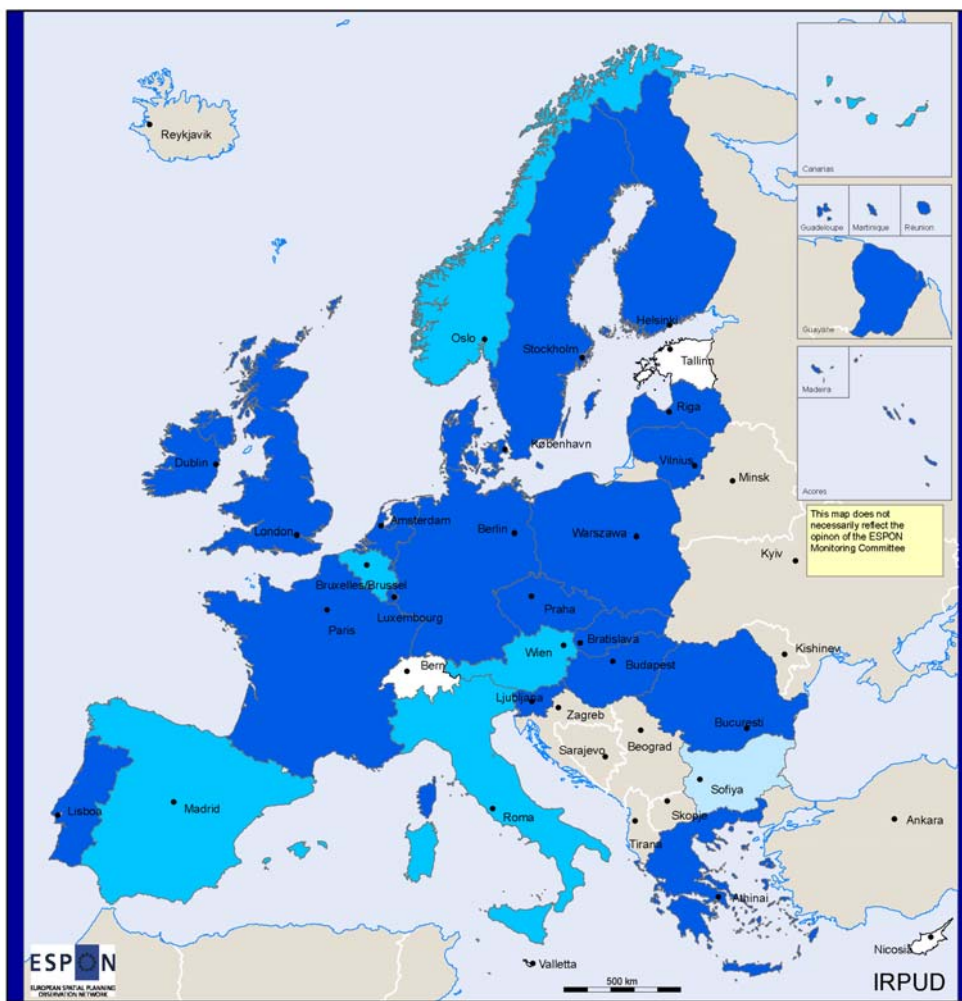 Reykjavik
Canarias
Guadeloupe
Martinique
Réunion
Guayane
Helsinki
Oslo
Tallinn
Stockholm
Madeira
Riga
København
Dublin
Vilnius
Minsk
Acores
This map does not
necessarily reflect the
opinon of the ESPON
Monitoring Committee
London
Amsterdam
Berlin
Warszawa
Kyiv
Bruxelles/Brussel
Luxembourg
Praha
Paris
Bratislava
Wien
Kishinev
Bern
Budapest
Ljubljana
Zagreb
Bucuresti
Beograd
Sarajevo
Sofiya
Lisboa
Madrid
Roma
Skopje
Ankara
Tirana
Athinai
Nicosia
Valletta
ESPON
EUROPEAN SPATIAL PLANNING
OBSERVATION NETWORK
500 km
IRPUD